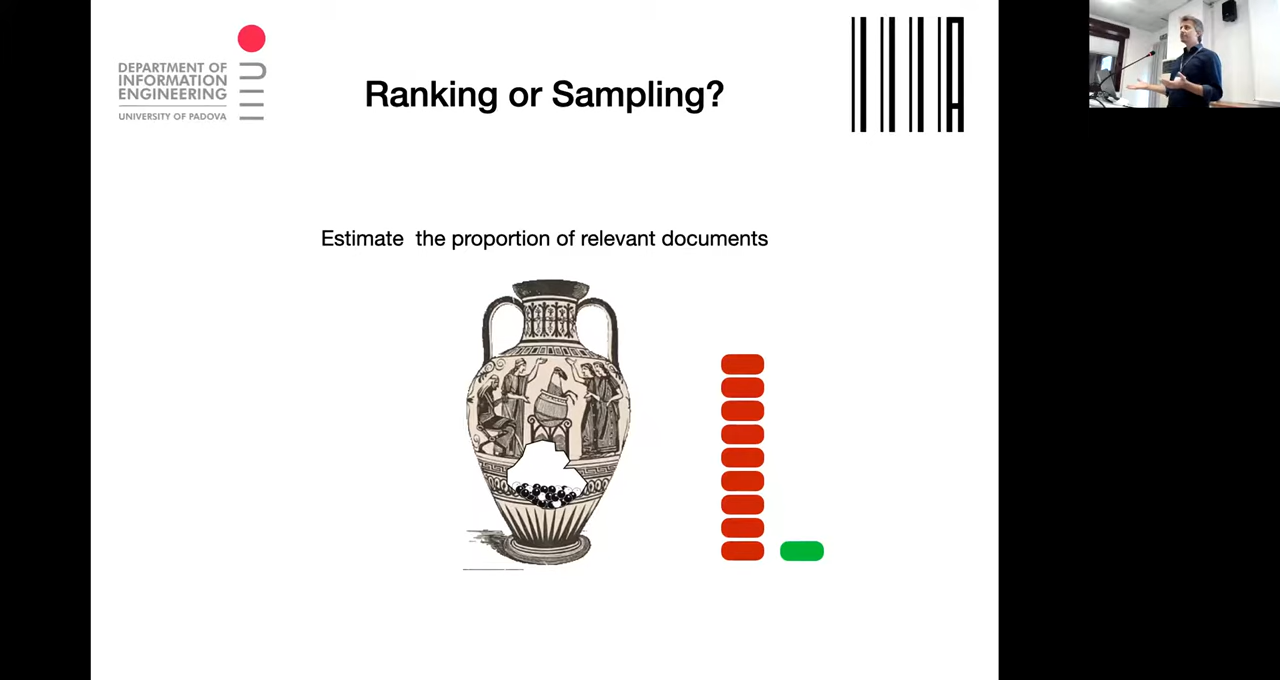 DEPARTMENT OF
INFORMATION
ENGINEERING
UNIVERSITY OF PADOVA
Ranking or Sampling?
Estimate the proportion of relevant documents